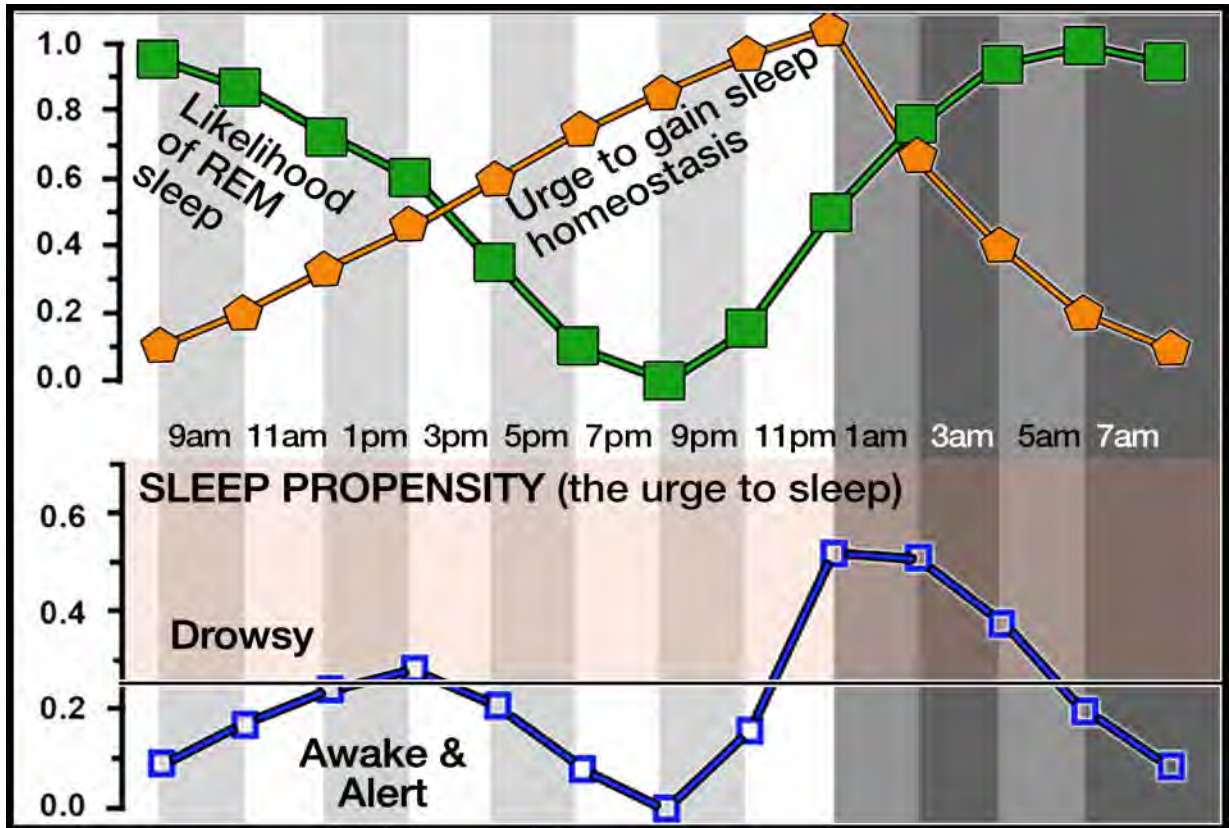 1.0
0.8
0.6
0.4
0.2
0.0
Likelihood
of REM
sleep
Urge to gain sleep
homeostasis
9am 11am 1pm 3pm 5pm 7pm 9pm 11pm 1am 3am 5am 7am
SLEEP PROPENSITY (the urge to sleep)
0.6
0.4
Drowsy
0.2
Awake &
Alert
0.0